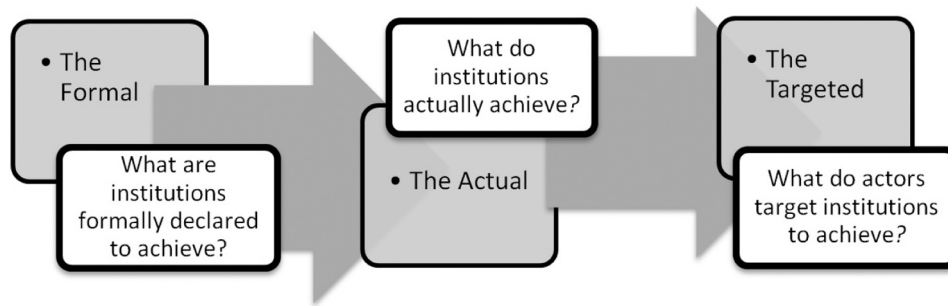 • The
Formal
What are
institutions
formally declared
to achieve?
What do
institutions
actually achieve?
• The Actual
• The
Targeted
What do actors
target institutions
to achieve?